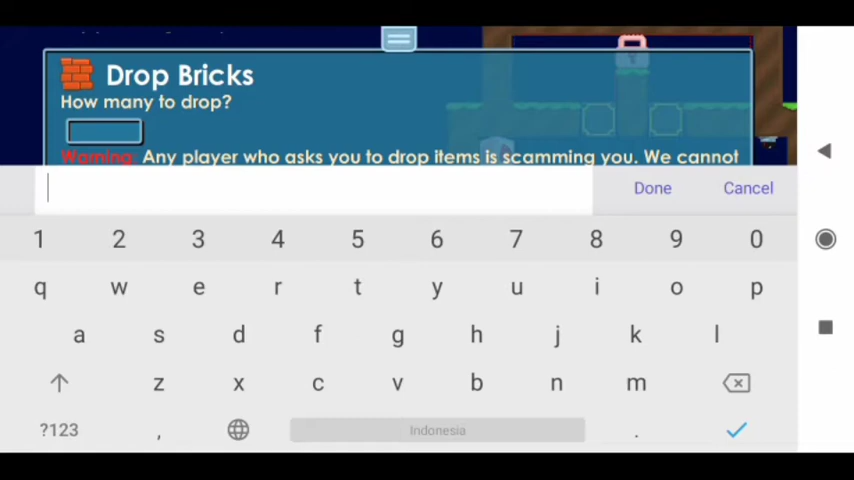 Drop Bricks
How many to drop?
Warning: Any player who asks you to drop items is scamming you. We cannot
Done Cancel
1 2 3 4 5 6 7 8 9 0
q w e r t y u i o p
a s d f g h j k l
z x c v b n m
?123 , Indonesia .